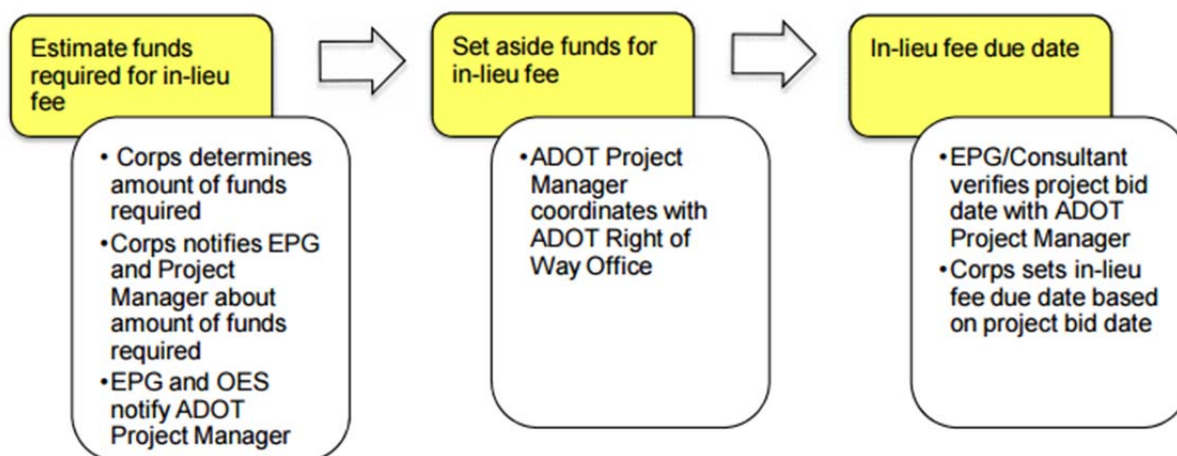 Estimate funds
required for in-lieu
fee
• Corps determines
amount of funds
required
•Corps notifies EPG
and Project
Manager about
amount of funds
required
•EPG and OES
notify ADOT
Project Manager
Set aside funds for
in-lieu fee
•ADOT Project
Manager
coordinates with
ADOT Right of
Way Office
In-lieu fee due date
•EPG/Consultant
verifies project bid
date with ADOT
Project Manager
•Corps sets in-lieu
fee due date based
on project bid date